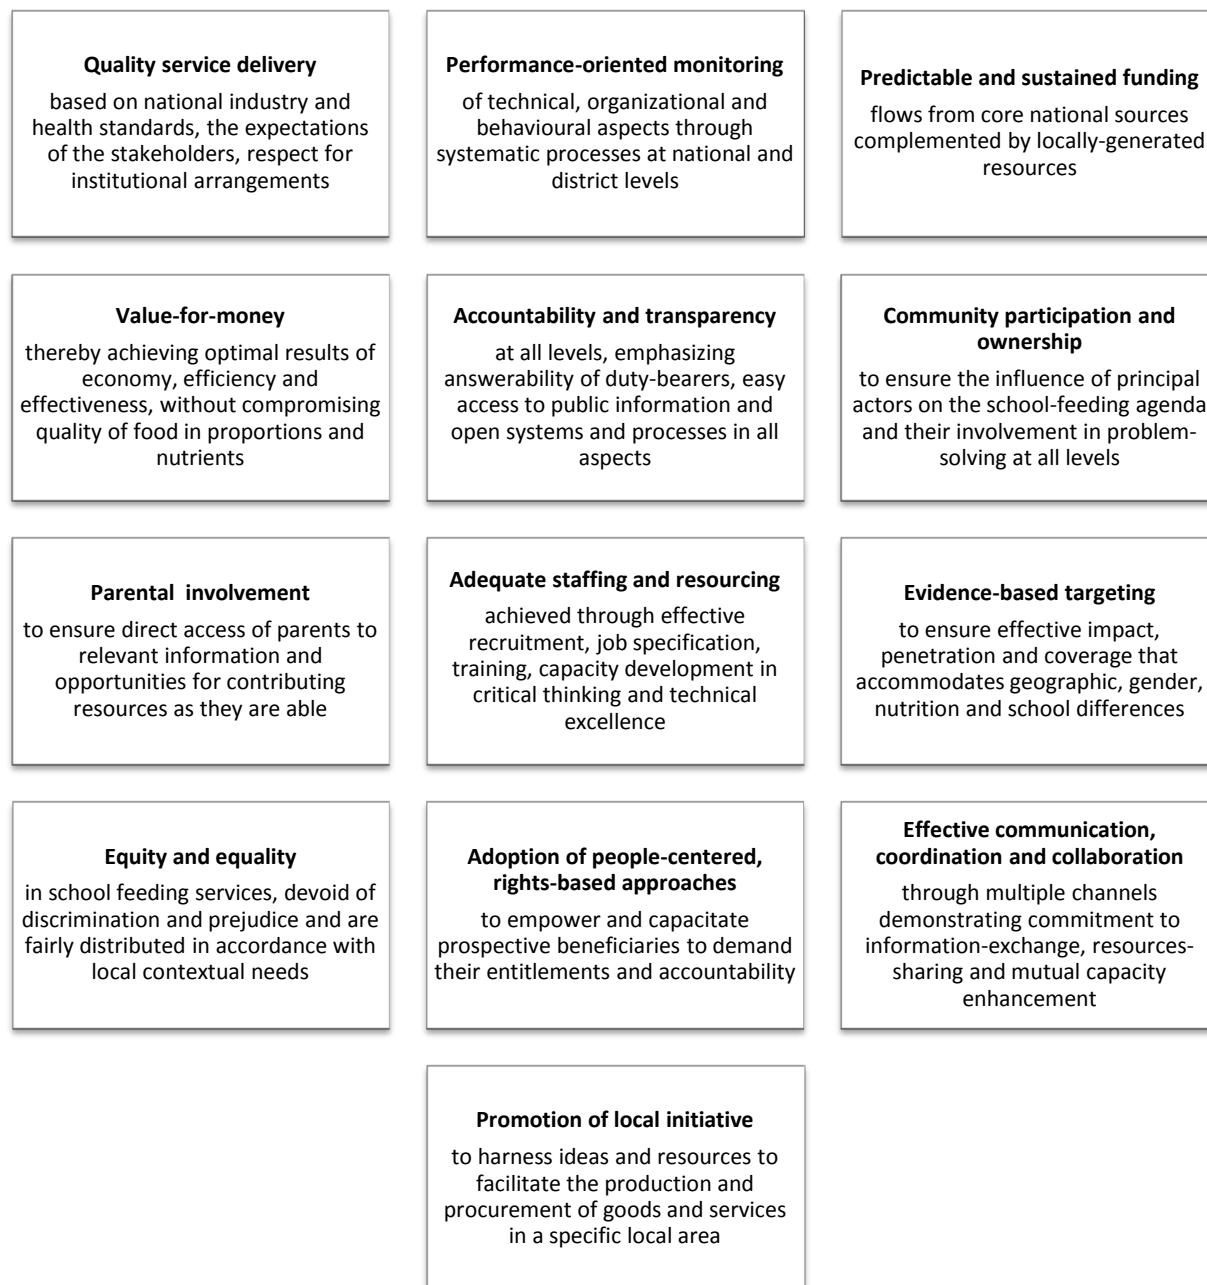 Quality service delivery
based on national industry and
health standards, the expectations
of the stakeholders, respect for
institutional arrangements
Performance-oriented monitoring
of technical, organizational and
behavioural aspects through
systematic processes at national and
district levels
Predictable and sustained funding
flows from core national sources
complemented by locally-generated
resources
Value-for-money
thereby achieving optimal results of
economy, efficiency and
effectiveness, without compromising
quality of food in proportions and
nutrients
Accountability and transparency
at all levels, emphasizing
answerability of duty-bearers, easy
access to public information and
open systems and processes in all
aspects
Community participation and
ownership
to ensure the influence of principal
actors on the school-feeding agenda
and their involvement in problem-
solving at all levels
Parental involvement
to ensure direct access of parents to
relevant information and
opportunities for contributing
resources as they are able
Adequate staffing and resourcing
achieved through effective
recruitment, job specification,
training, capacity development in
critical thinking and technical
excellence
Evidence-based targeting
to ensure effective impact,
penetration and coverage that
accommodates geographic, gender,
nutrition and school differences
Equity and equality
in school feeding services, devoid of
discrimination and prejudice and are
fairly distributed in accordance with
local contextual needs
Adoption of people-centered,
rights-based approaches
to empower and capacitate
prospective beneficiaries to demand
their entitlements and accountability
Effective communication,
coordination and collaboration
through multiple channels
demonstrating commitment to
information-exchange, resources-
sharing and mutual capacity
enhancement
Promotion of local initiative
to harness ideas and resources to
facilitate the production and
procurement of goods and services
in a specific local area